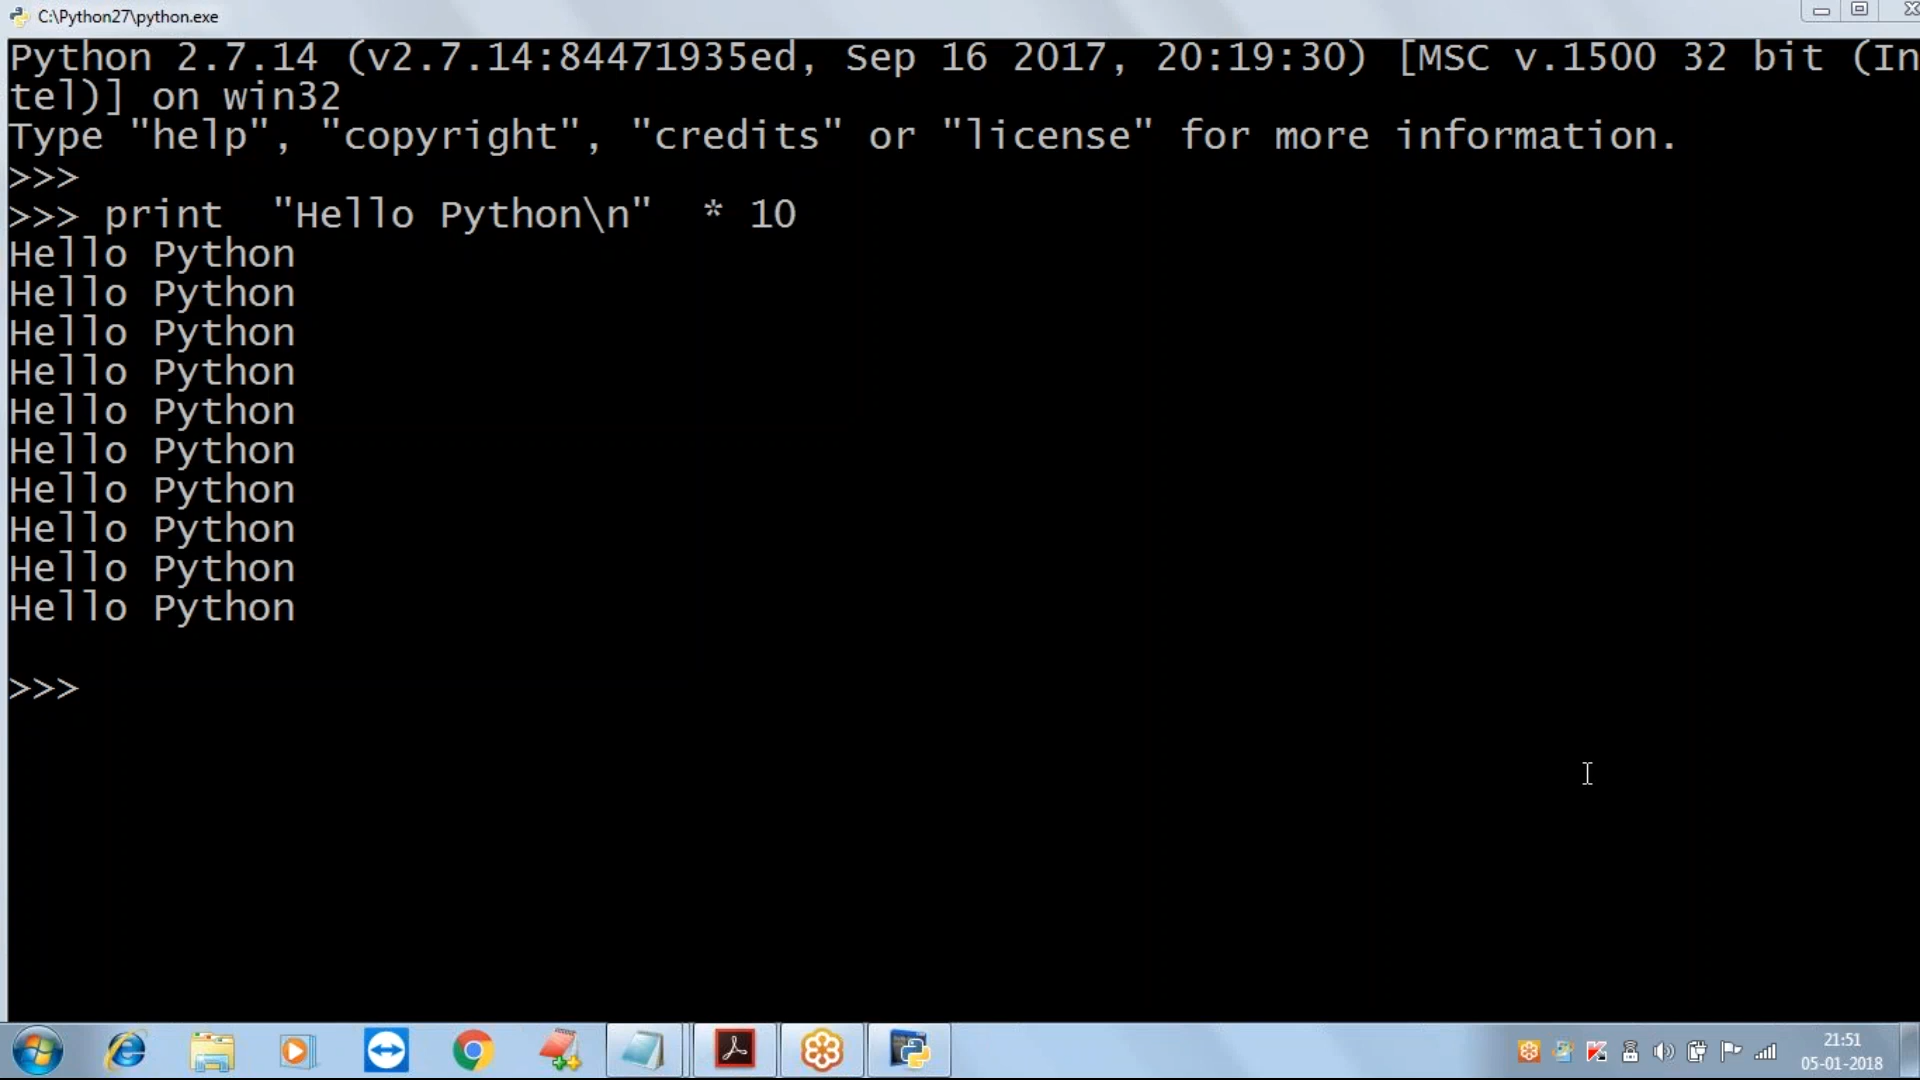 C:\Python27\python.exe
Python 2.7.14 (v2.7.14:84471935ed, Sep 16 2017, 20:19:30) [MSC v.1500 32 bit (In
tel)] on win32
Type "help", "copyright", "credits" or "license" for more information.
>>>
>>> print  "Hello Python\n"  * 10
Hello Python
Hello Python
Hello Python
Hello Python
Hello Python
Hello Python
Hello Python
Hello Python
Hello Python
Hello Python
>>>
21:51
05-01-2018